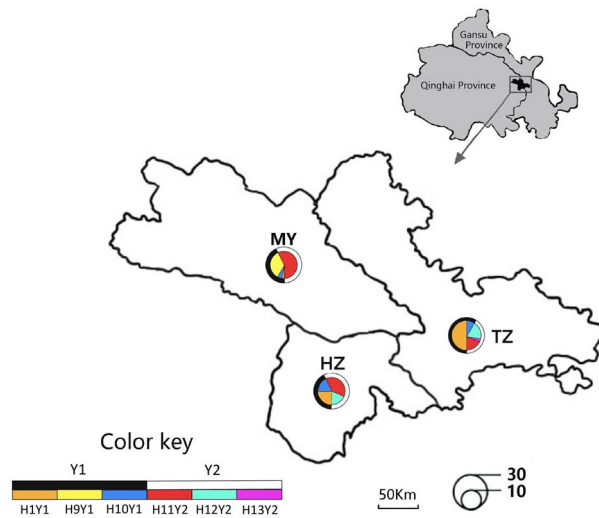 Gansu
Province
Qinghai Province
MY
TZ
HZ
Color key
Y1 Y2
H1Y1 H9Y1 H10Y1 H11Y2 H12Y2 H13Y2
50Km
30
10